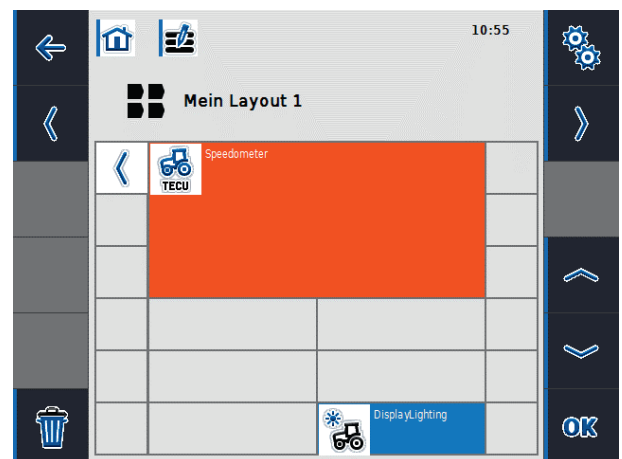 10:55
Mein Layout 1
Speedometer
TECU
DisplayLighting
OK